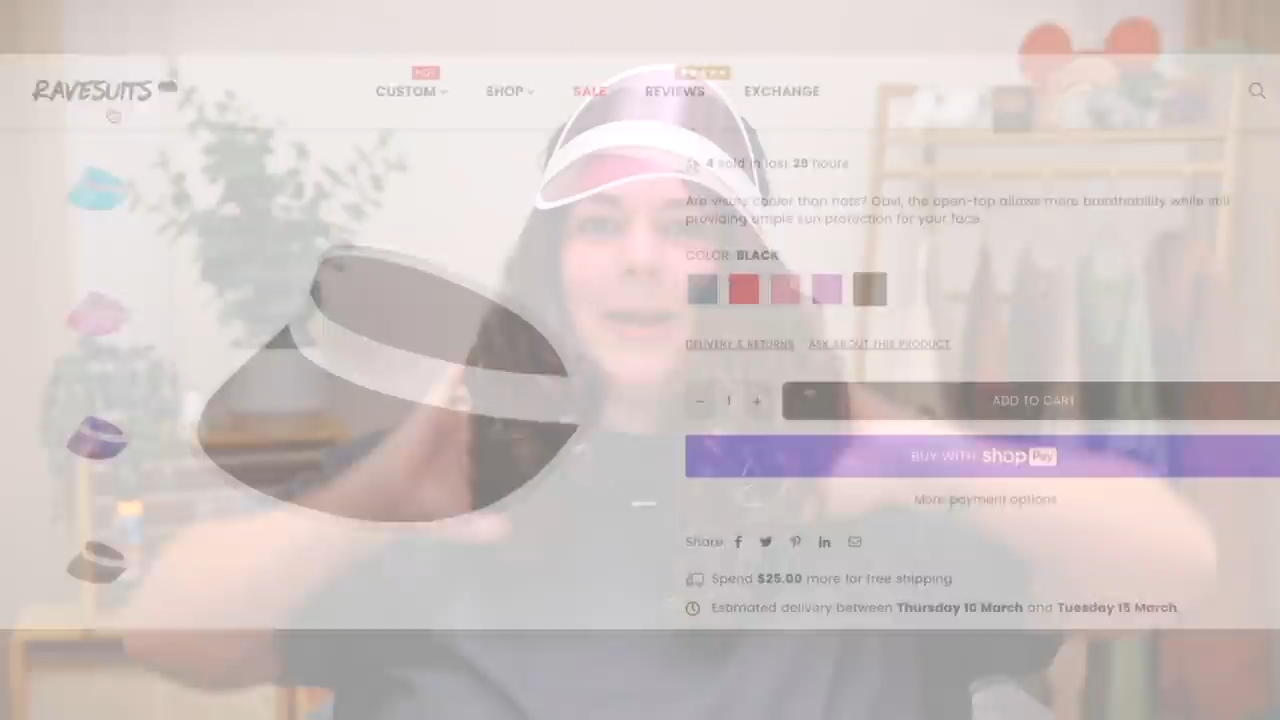 RAVESUITS
HOT
CUSTOM
SHOP
SALE
REVIEWS
EXCHANGE
4 sold in last 28 hours
Are visors cooler than hats? Quvi, the open-top allows more breathability while still
providing ample sun protection for your face.
COLOR: BLACK
DELIVERY & RETURNS
ASK ABOUT THIS PRODUCT
− 1 +
ADD TO CART
BUY WITH shop Pay
More payment options
Share:
Spend $25.00 more for free shipping
Estimated delivery between Thursday 10 March and Tuesday 15 March.